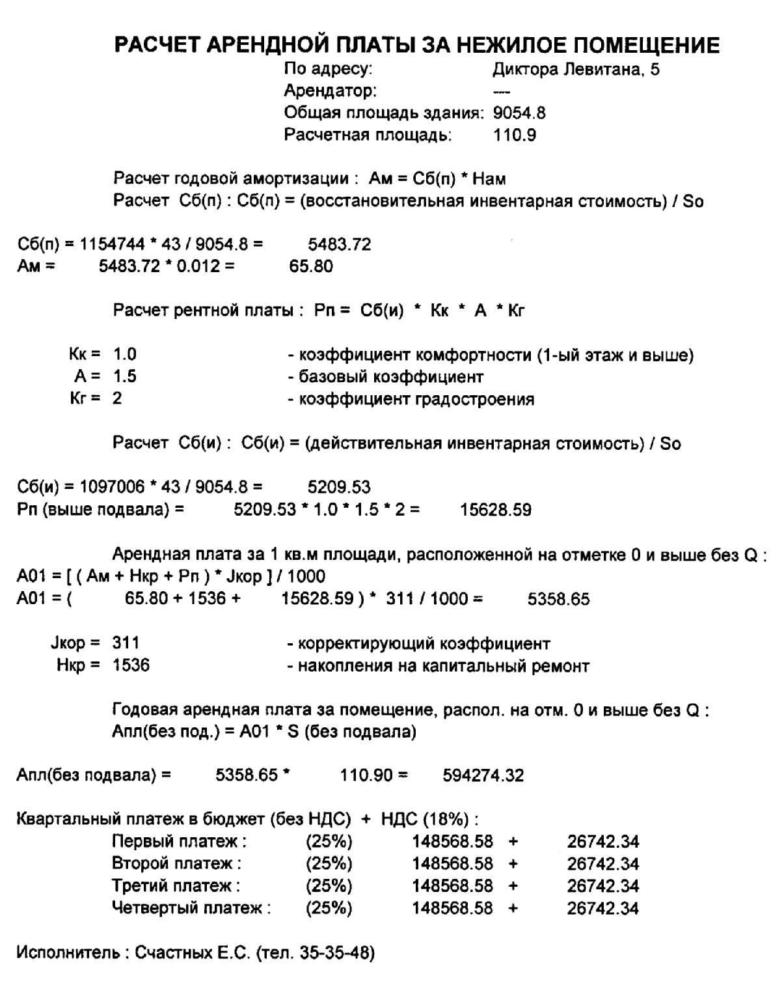 РАСЧЕТ АРЕНДНОЙ ПЛАТЫ ЗА НЕЖИЛОЕ ПОМЕЩЕНИЕ
По адресу: Диктора Левитана, 5
Арендатор: ---
Общая площадь здания: 9054.8
Расчетная площадь: 110.9
Расчет годовой амортизации : Ам = Сб(п) * Нам
Расчет Сб(п) : Сб(п) = (восстановительная инвентарная стоимость) / So
Сб(п) = 1154744 * 43 / 9054.8 = 5483.72
Ам = 5483.72 * 0.012 = 65.80
Расчет рентной платы : Рп = Сб(и) * Кк * А * Кг
Кк = 1.0 - коэффициент комфортности (1-ый этаж и выше)
А = 1.5 - базовый коэффициент
Кг = 2 - коэффициент градостроения
Расчет Сб(и) : Сб(и) = (действительная инвентарная стоимость) / So
Сб(и) = 1097006 * 43 / 9054.8 = 5209.53
Рп (выше подвала) = 5209.53 * 1.0 * 1.5 * 2 = 15628.59
Арендная плата за 1 кв.м площади, расположенной на отметке 0 и выше без Q :
А01 = [ ( Ам + Нкр + Рп ) * Jкор ] / 1000
А01 = ( 65.80 + 1536 + 15628.59 ) * 311 / 1000 = 5358.65
Jкор = 311 - корректирующий коэффициент
Нкр = 1536 - накопления на капитальный ремонт
Годовая арендная плата за помещение, распол. на отм. 0 и выше без Q :
Апл(без под.) = А01 * S (без подвала)
Апл(без подвала) = 5358.65 * 110.90 = 594274.32
Квартальный платеж в бюджет (без НДС) + НДС (18%) :
Первый платеж : (25%) 148568.58 + 26742.34
Второй платеж : (25%) 148568.58 + 26742.34
Третий платеж : (25%) 148568.58 + 26742.34
Четвертый платеж : (25%) 148568.58 + 26742.34
Исполнитель : Счастных Е.С. (тел. 35-35-48)